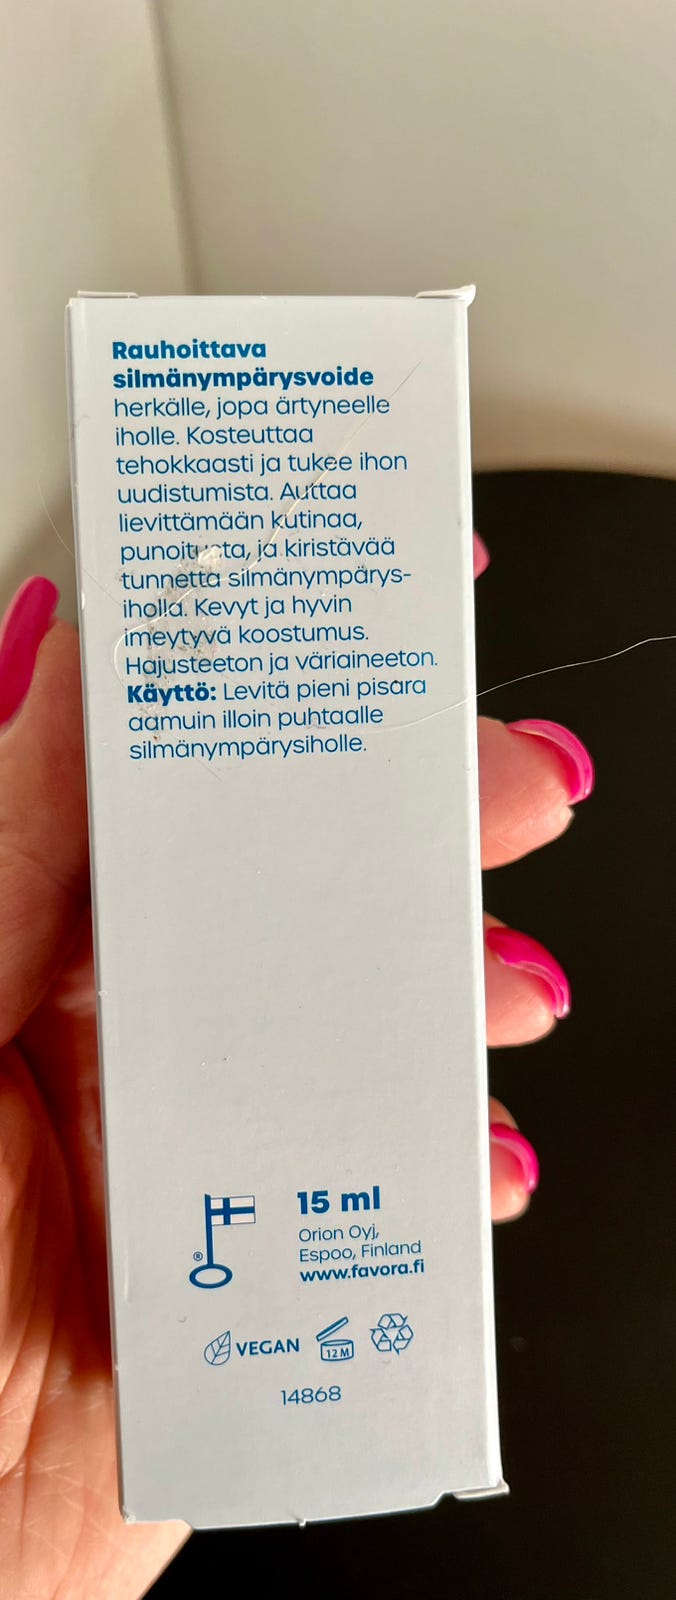 Rauhoittava
silmänympärysvoide
herkälle, jopa ärtyneelle
iholle. Kosteuttaa
tehokkaasti ja tukee ihon
uudistumista. Auttaa
lievittämään kutinaa,
punoitusta, ja kiristävää
tunnetta silmänympärys-
iholla. Kevyt ja hyvin
imeytyvä koostumus.
Hajusteeton ja väriaineeton.
Käyttö: Levitä pieni pisara
aamuin illoin puhtaalle
silmänympärysiholle.
®
15 ml
Orion Oyj,
Espoo, Finland
www.favora.fi
VEGAN
12 M
14868